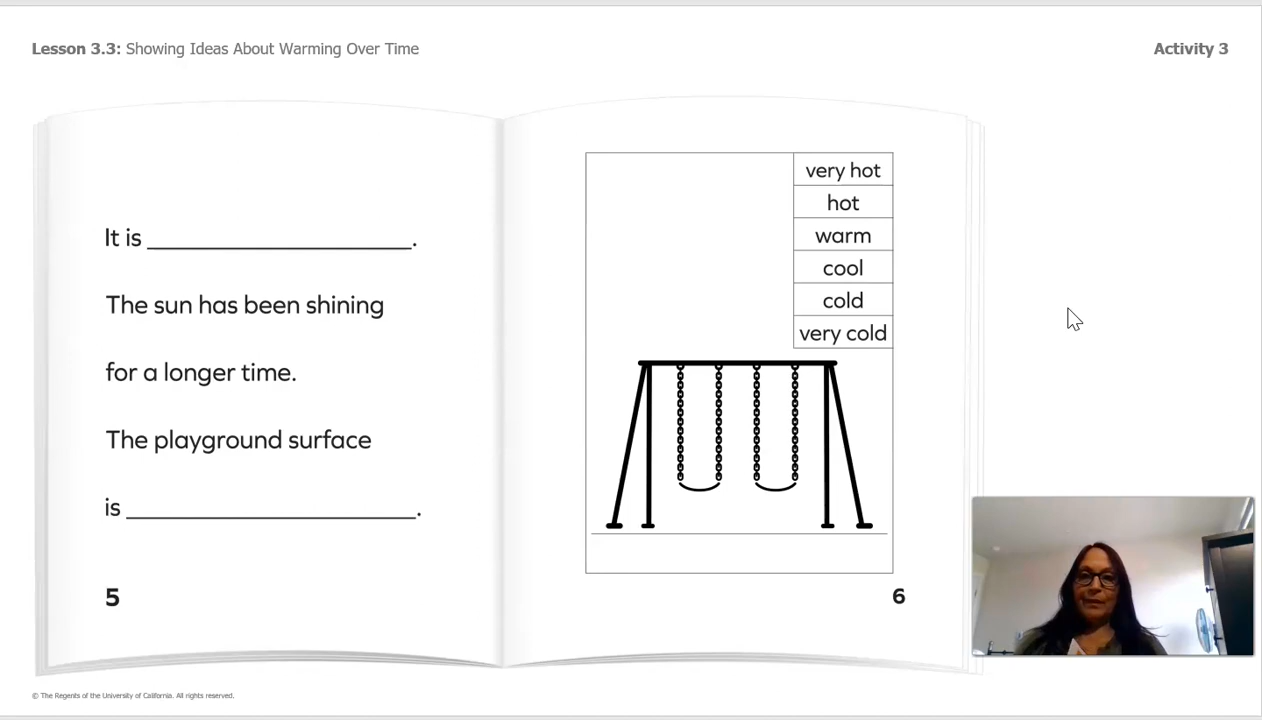 Lesson 3.3: Showing Ideas About Warming Over Time
Activity 3
It is ______________________.
The sun has been shining
for a longer time.
The playground surface
is ________________________.
5
very hot
hot
warm
cool
cold
very cold
6
© The Regents of the University of California. All rights reserved.